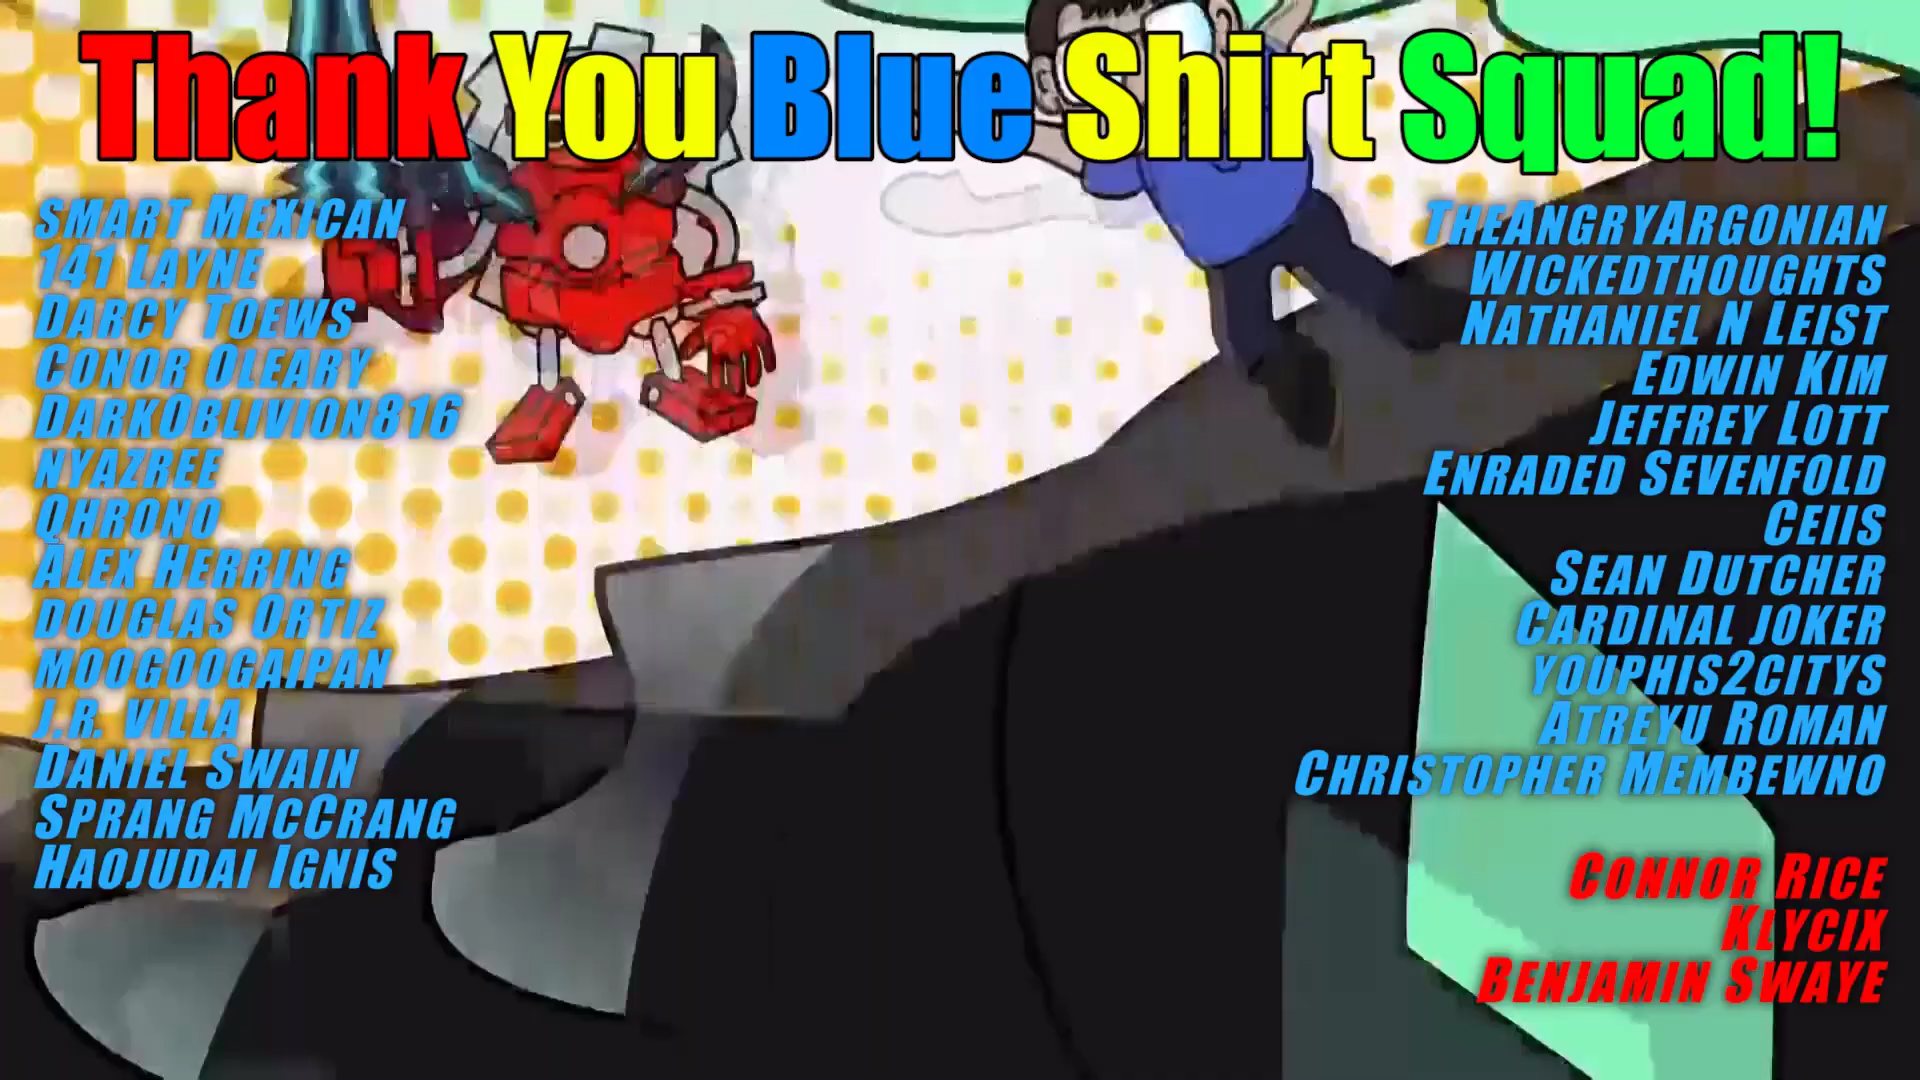 Thank You Blue Shirt Squad!
smart Mexican
141 Layne
Darcy Toews
Conor Oleary
DarkOblivion816
nyazree
Qhrono
Alex Herring
douglas Ortiz
moogoogaipan
j.r. villa
Daniel Swain
Sprang McCrang
Haojudai Ignis
TheAngryArgonian
Wickedthoughts
Nathaniel N Leist
Edwin Kim
Jeffrey Lott
Enraded Sevenfold
Ceiis
Sean Dutcher
Cardinal joker
youphis2citys
Atreyu Roman
Christopher Membewno
Connor Rice
Klycix
Benjamin Swaye